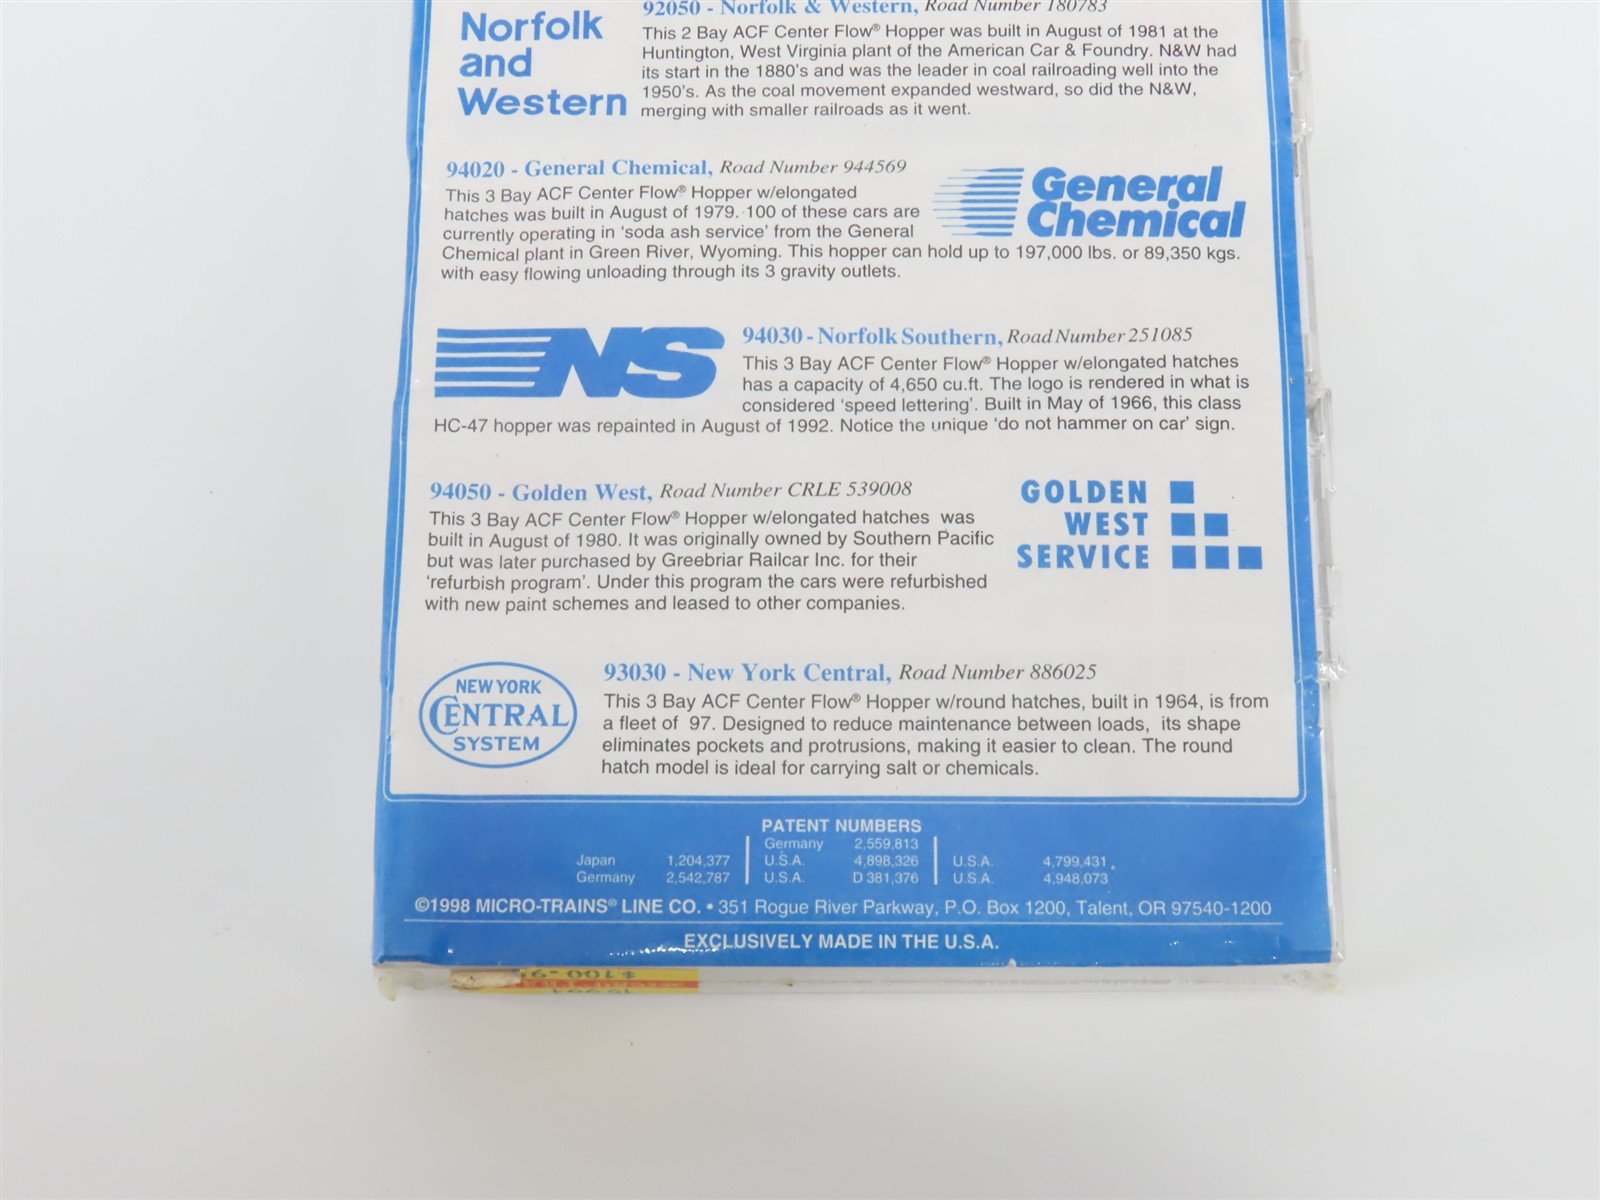 Norfolk
and
Western
92050 - Norfolk & Western, Road Number 180783
This 2 Bay ACF Center Flow® Hopper was built in August of 1981 at the
Huntington, West Virginia plant of the American Car & Foundry. N&W had
its start in the 1880's and was the leader in coal railroading well into the
1950's. As the coal movement expanded westward, so did the N&W,
merging with smaller railroads as it went.
94020 - General Chemical, Road Number 944569
This 3 Bay ACF Center Flow® Hopper w/elongated
hatches was built in August of 1979. 100 of these cars are
currently operating in 'soda ash service' from the General
Chemical plant in Green River, Wyoming. This hopper can hold up to 197,000 lbs. or 89,350 kgs.
with easy flowing unloading through its 3 gravity outlets.
General
Chemical
NS
94030 - Norfolk Southern, Road Number 251085
This 3 Bay ACF Center Flow® Hopper w/elongated hatches
has a capacity of 4,650 cu.ft. The logo is rendered in what is
considered 'speed lettering'. Built in May of 1966, this class
HC-47 hopper was repainted in August of 1992. Notice the unique 'do not hammer on car' sign.
94050 - Golden West, Road Number CRLE 539008
This 3 Bay ACF Center Flow® Hopper w/elongated hatches was
built in August of 1980. It was originally owned by Southern Pacific
but was later purchased by Greebriar Railcar Inc. for their
'refurbish program'. Under this program the cars were refurbished
with new paint schemes and leased to other companies.
GOLDEN
WEST
SERVICE
NEW YORK
CENTRAL
SYSTEM
93030 - New York Central, Road Number 886025
This 3 Bay ACF Center Flow® Hopper w/round hatches, built in 1964, is from
a fleet of 97. Designed to reduce maintenance between loads, its shape
eliminates pockets and protrusions, making it easier to clean. The round
hatch model is ideal for carrying salt or chemicals.
PATENT NUMBERS
Germany 2,559,813
Japan 1,204,377 U.S.A. 4,898,326 U.S.A. 4,799,431
Germany 2,542,787 U.S.A. D 381,376 U.S.A. 4,948,073
©1998 MICRO-TRAINS® LINE CO. • 351 Rogue River Parkway, P.O. Box 1200, Talent, OR 97540-1200
EXCLUSIVELY MADE IN THE U.S.A.